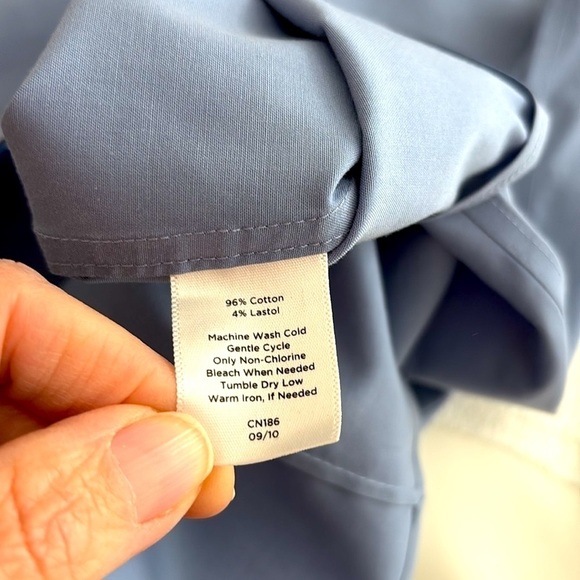 96% Cotton
4% Lastol
Machine Wash Cold
Gentle Cycle
Only Non-Chlorine
Bleach When Needed
Tumble Dry Low
Warm Iron, If Needed
CN186
09/10